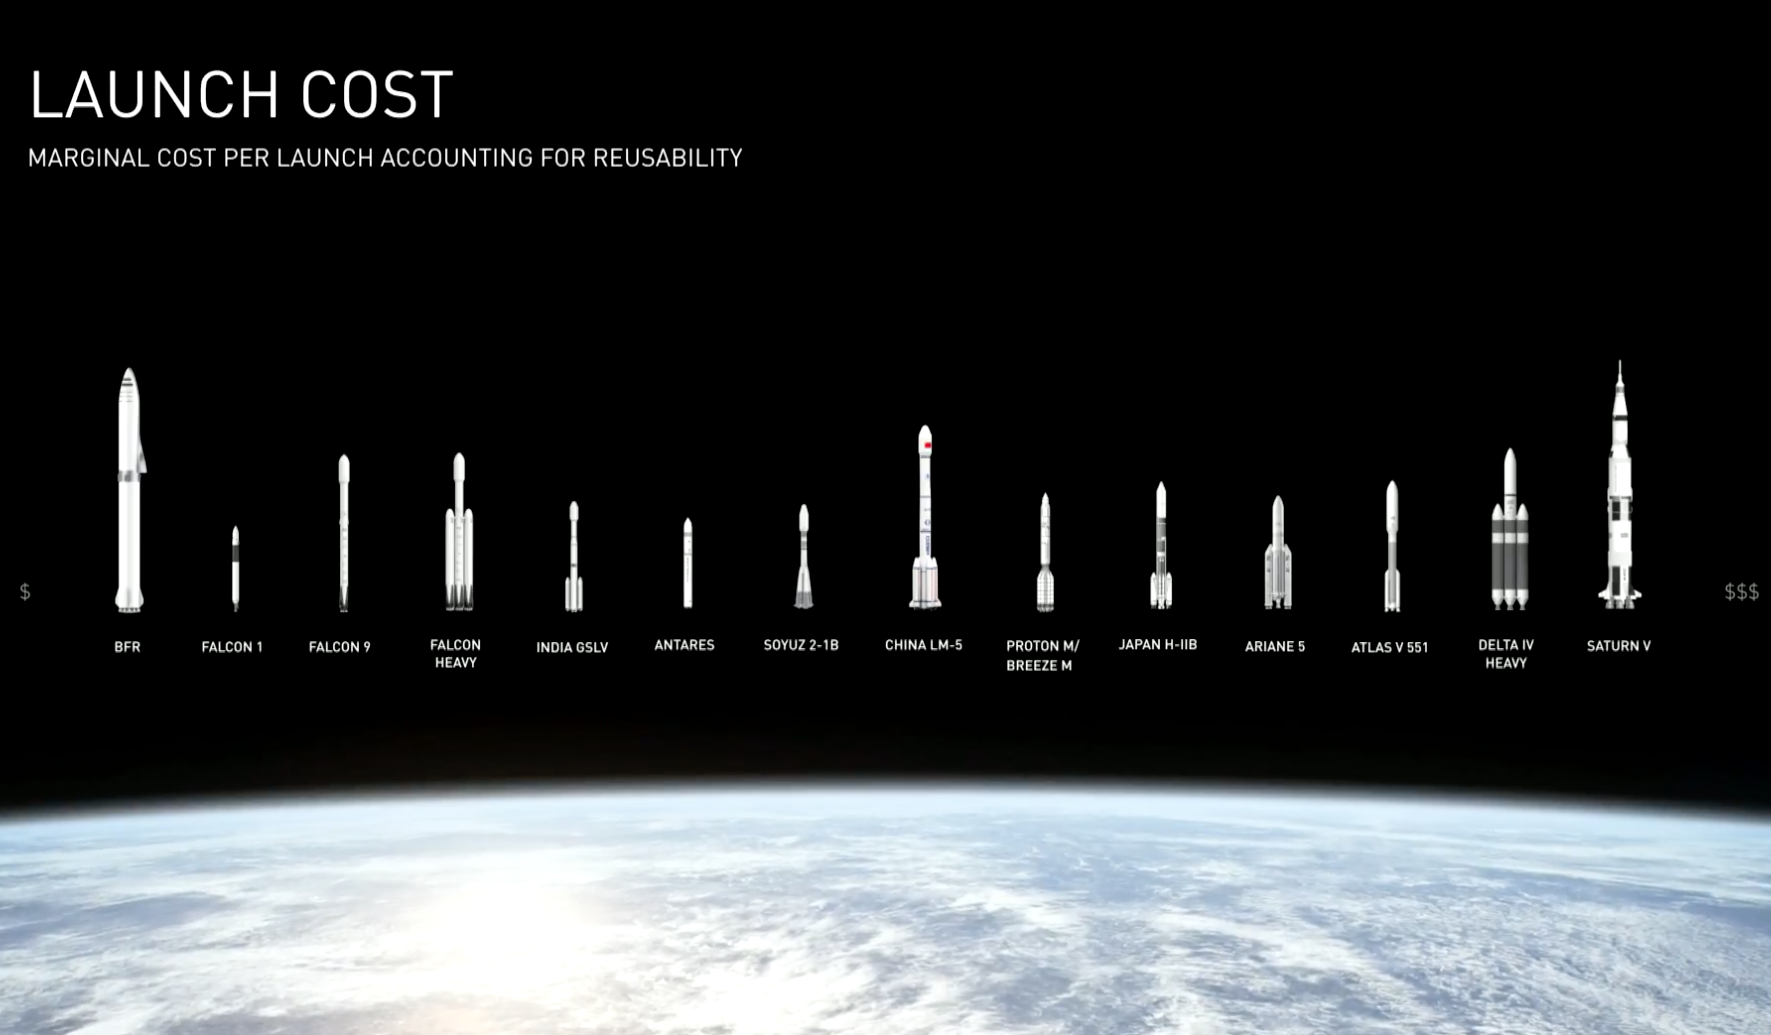 LAUNCH COST
MARGINAL COST PER LAUNCH ACCOUNTING FOR REUSABILITY
$
$$$
BFR
FALCON 1
FALCON 9
FALCON
HEAVY
INDIA GSLV
ANTARES
SOYUZ 2-1B
CHINA LM-5
PROTON M/
BREEZE M
JAPAN H-IIB
ARIANE 5
ATLAS V 551
DELTA IV
HEAVY
SATURN V